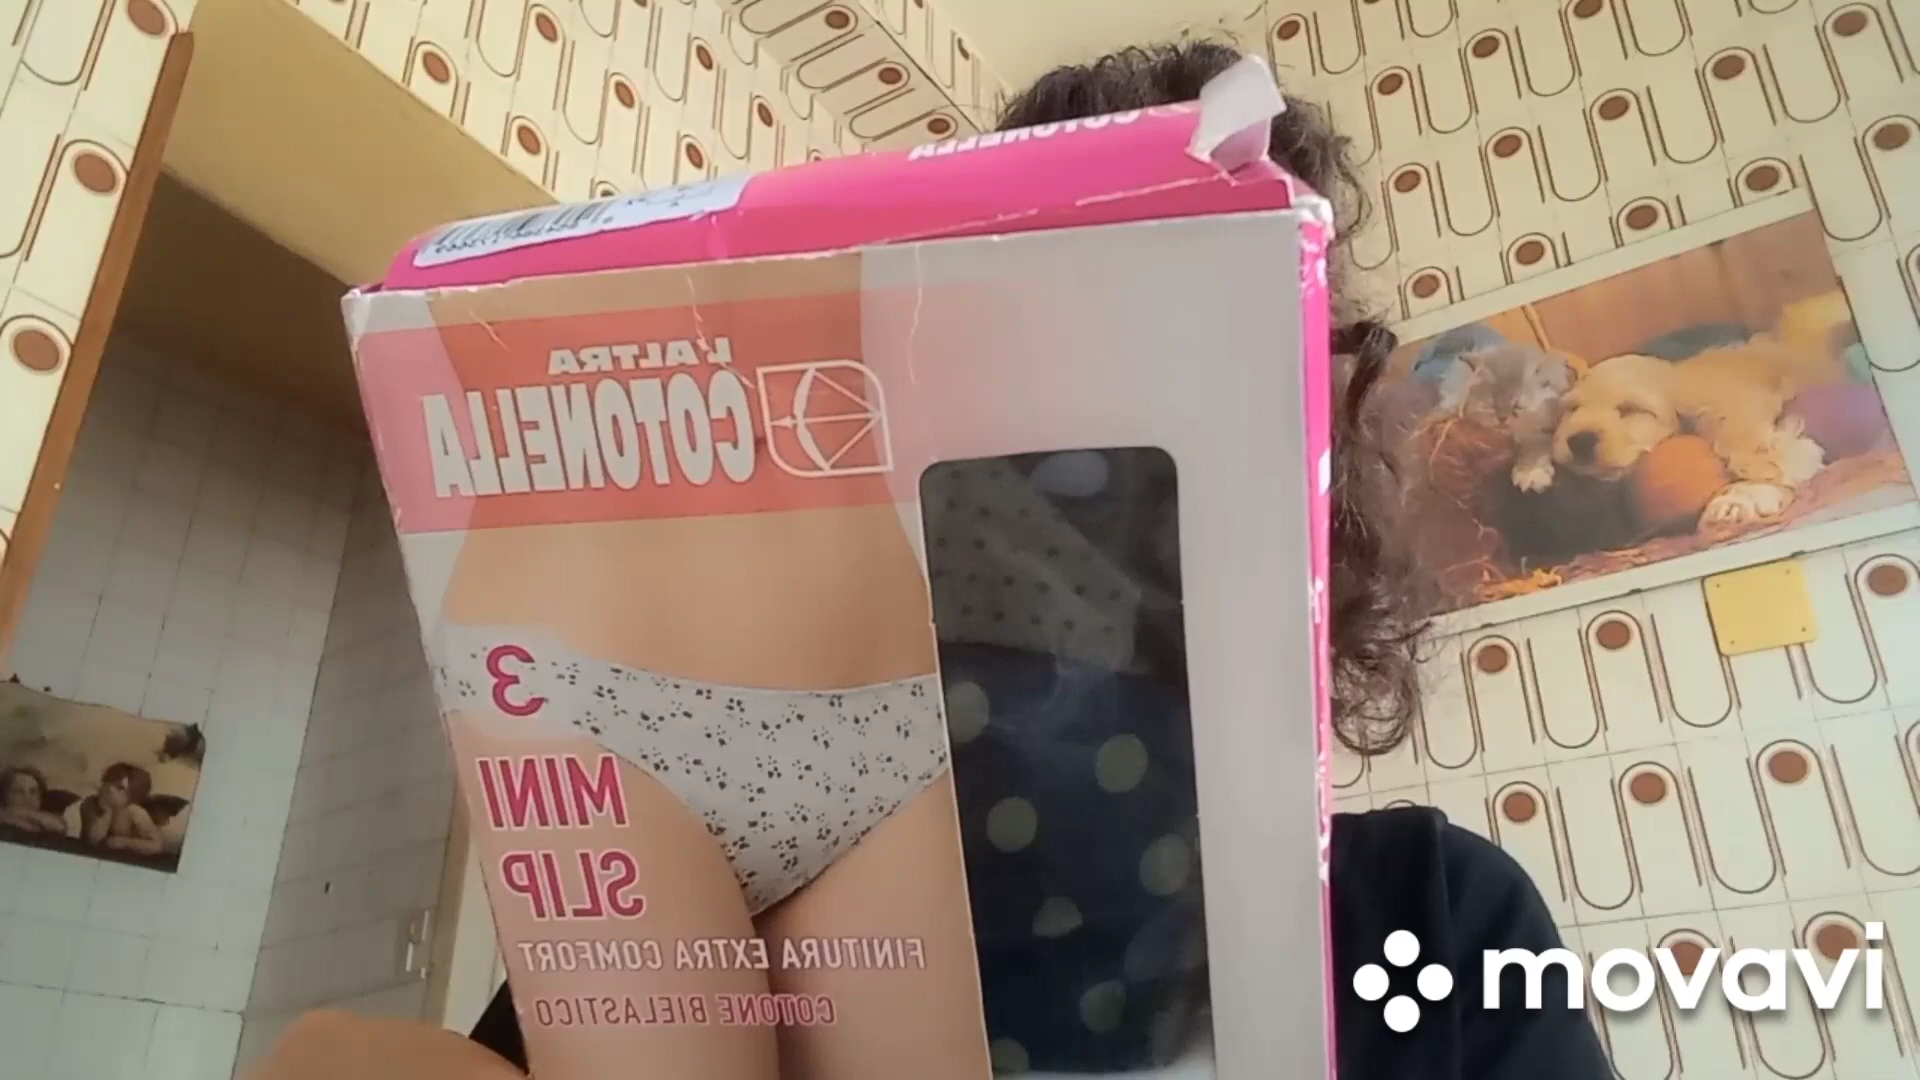 COTONELLA
L'ALTRA
COTONELLA
3
MINI
SLIP
FINITURA EXTRA COMFORT
COTONE BIELASTICO
movavi